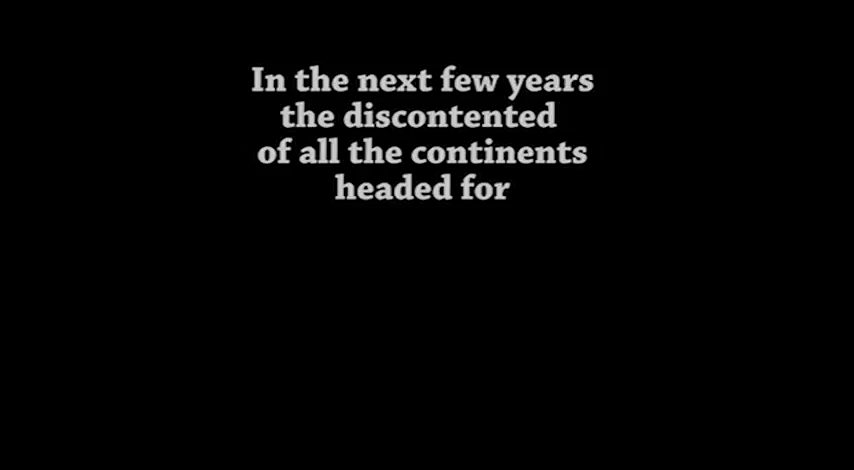 In the next few years
the discontented
of all the continents
headed for